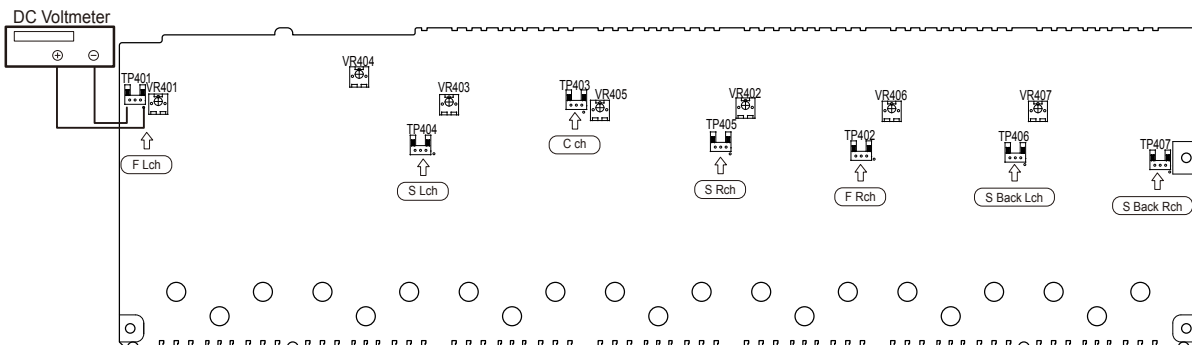 DC Voltmeter
+ −
VR404
TP401 VR401
VR403
TP403 VR405
VR402
VR406
VR407
TP404
TP405
TP402
TP406
TP407
C ch
F Lch
S Lch
S Rch
F Rch
S Back Lch
S Back Rch